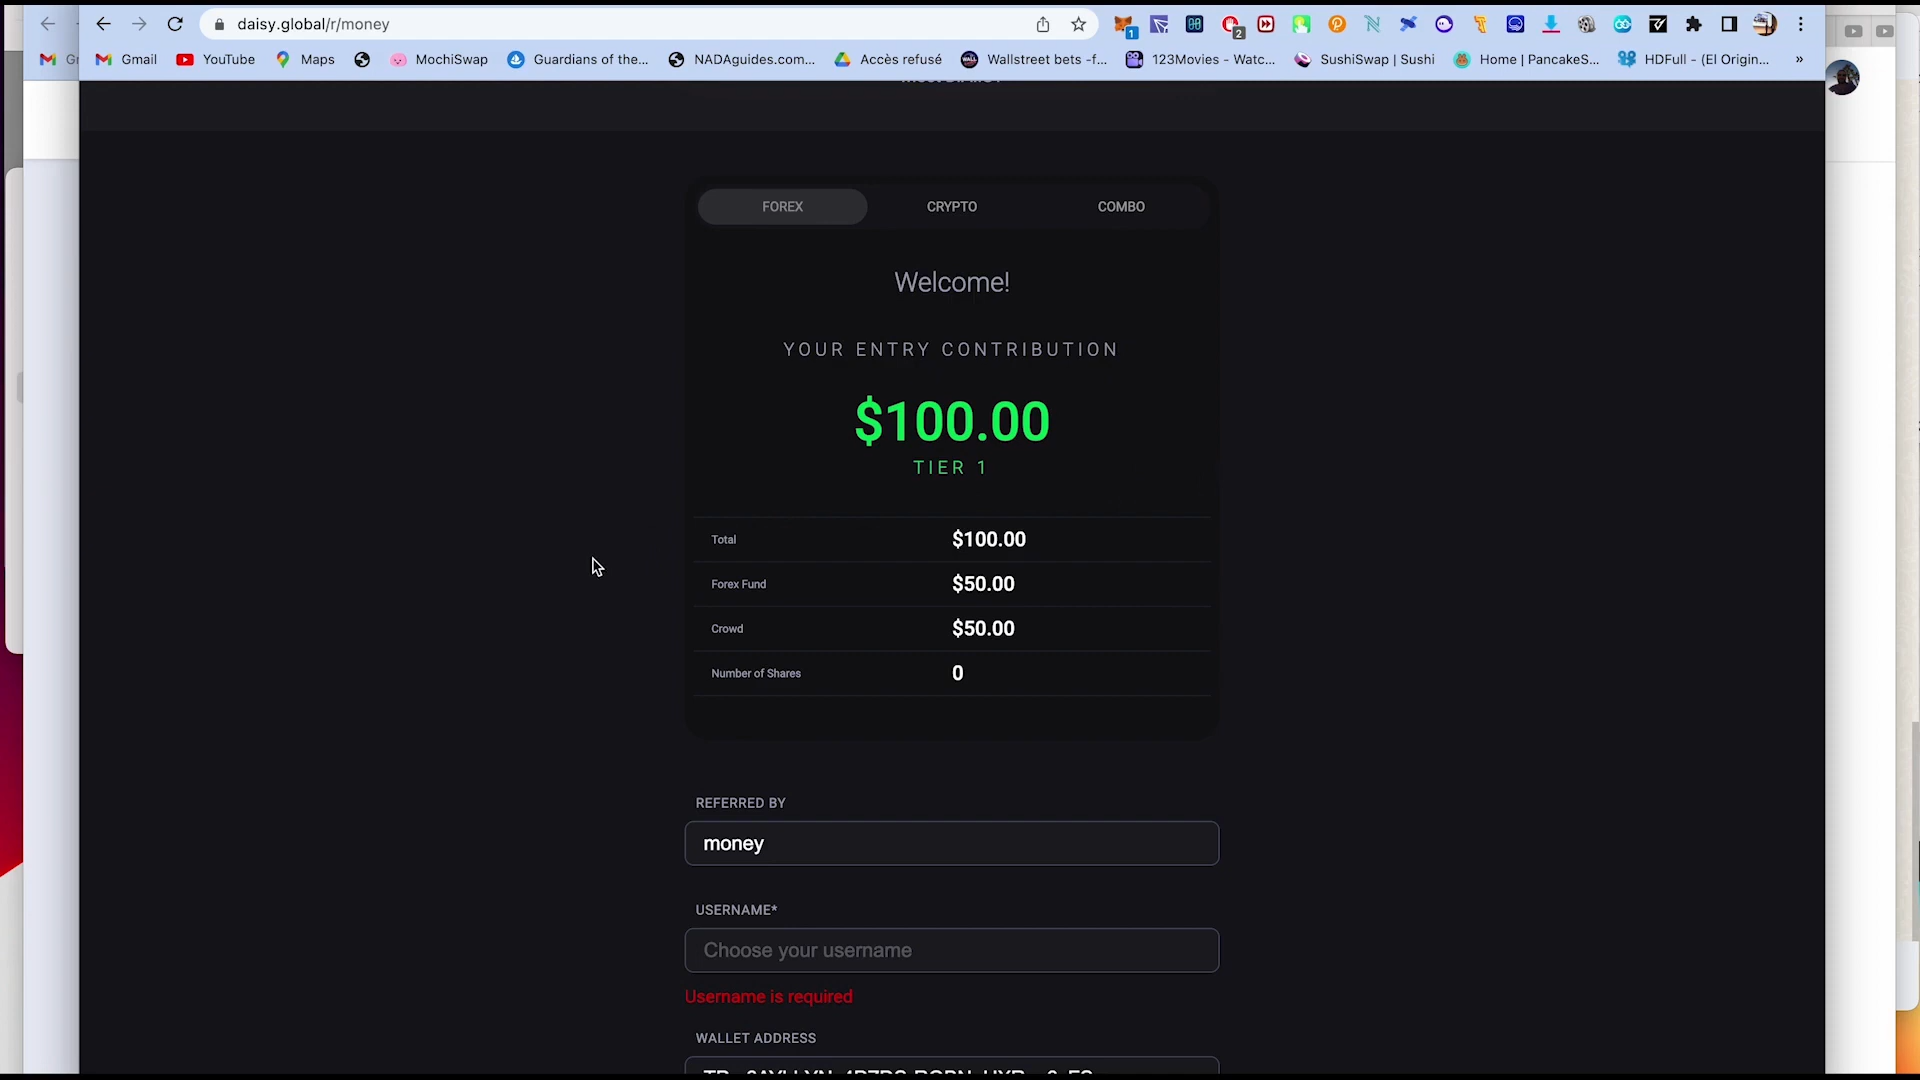 daisy.global/r/money
1
2
Gmail
YouTube
Maps
MochiSwap
Guardians of the...
NADAguides.com...
Accès refusé
Wallstreet bets -f...
123Movies - Watc...
SushiSwap | Sushi
Home | PancakeS...
HDFull - (El Origin...
»
FOREX
CRYPTO
COMBO
Welcome!
YOUR ENTRY CONTRIBUTION
$100.00
TIER 1
Total $100.00
Forex Fund $50.00
Crowd $50.00
Number of Shares 0
REFERRED BY
money
USERNAME*
Choose your username
Username is required
WALLET ADDRESS